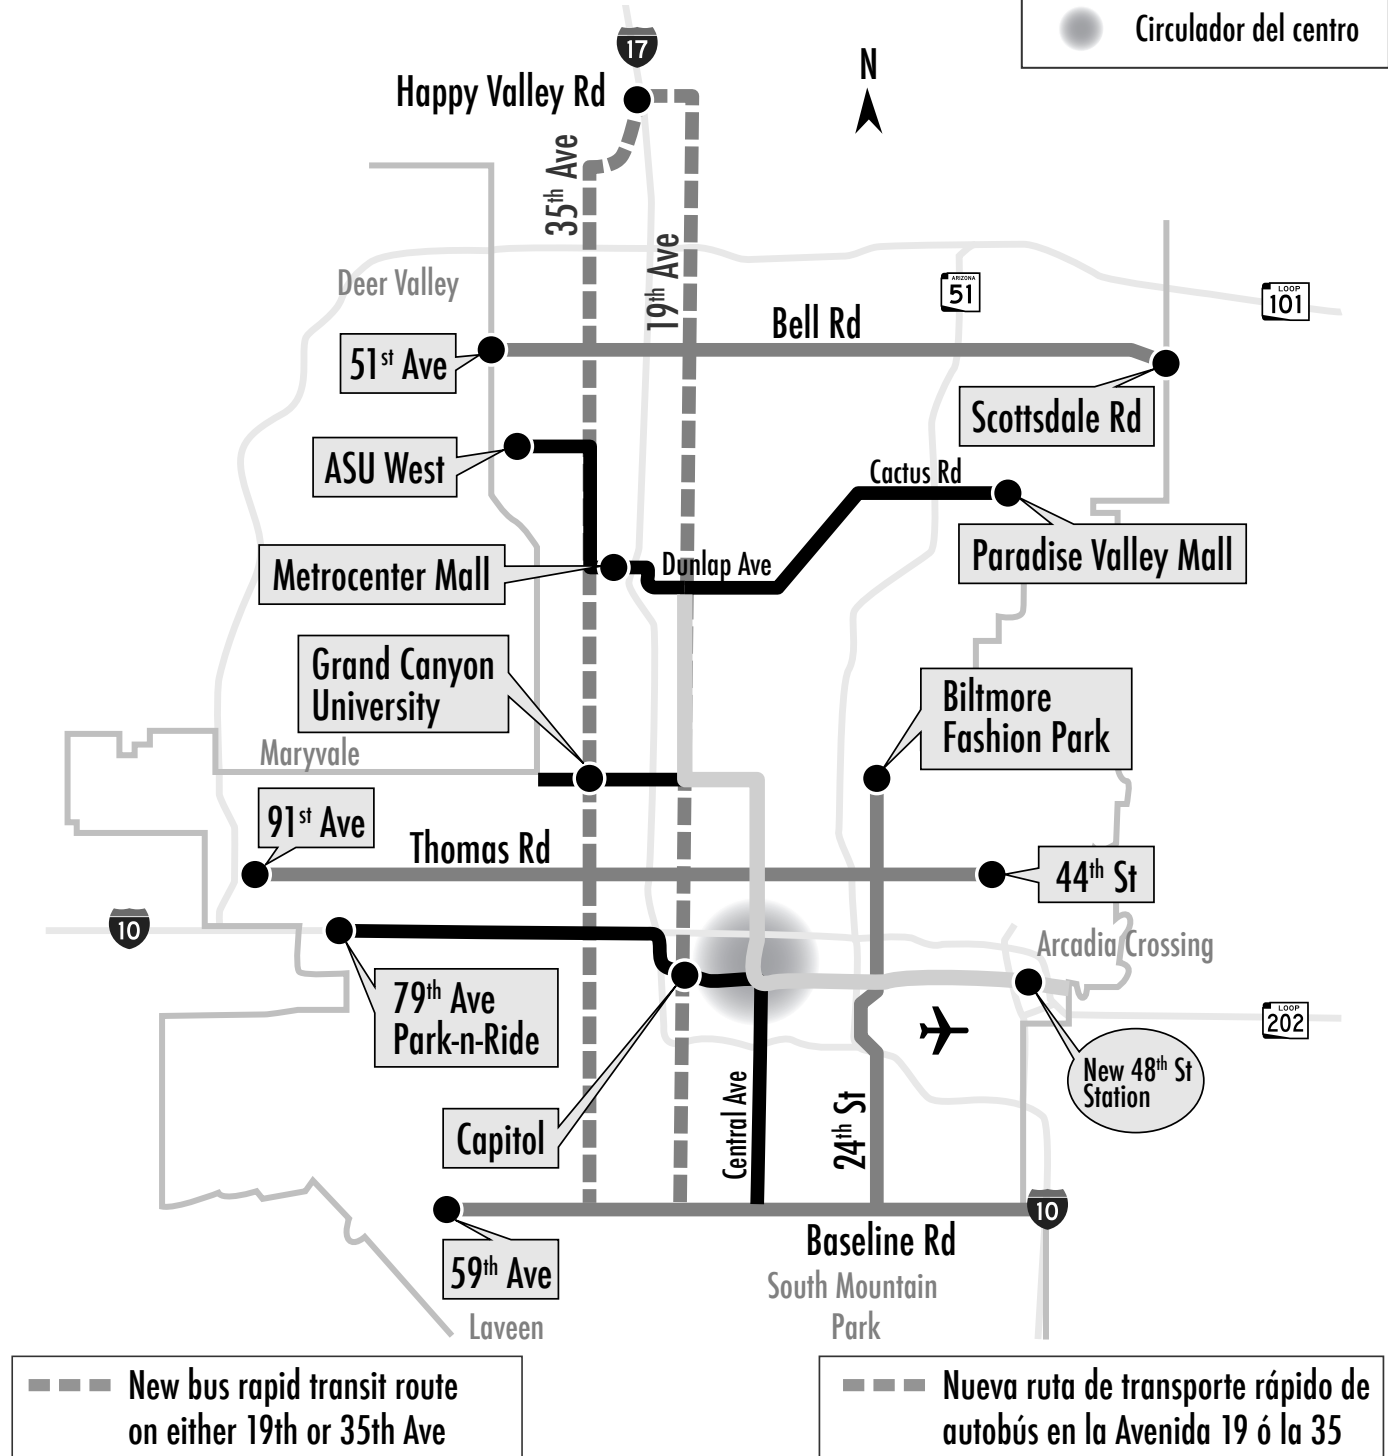 Circulador del centro
17
N
Happy Valley Rd
35th Ave
19th Ave
Deer Valley
ARIZONA
51
LOOP
101
Bell Rd
51st Ave
Scottsdale Rd
ASU West
Cactus Rd
Metrocenter Mall
Dunlap Ave
Paradise Valley Mall
Grand Canyon
University
Biltmore
Fashion Park
Maryvale
91st Ave
Thomas Rd
44th St
10
Arcadia Crossing
79th Ave
Park-n-Ride
LOOP
202
New 48th St
Station
Capitol
Central Ave
24th St
10
Baseline Rd
59th Ave
South Mountain
Park
Laveen
New bus rapid transit route
on either 19th or 35th Ave
Nueva ruta de transporte rápido de
autobús en la Avenida 19 ó la 35